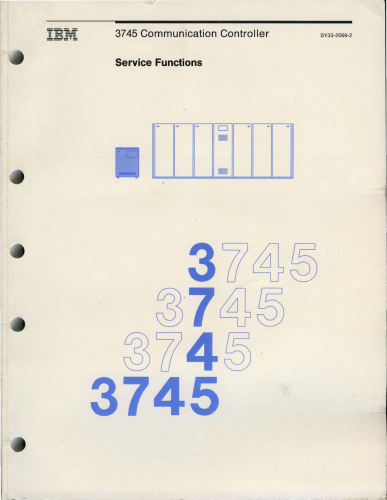 IBM
3745 Communication Controller
SY33-2069-2
Service Functions
3745
3745
3745
3745